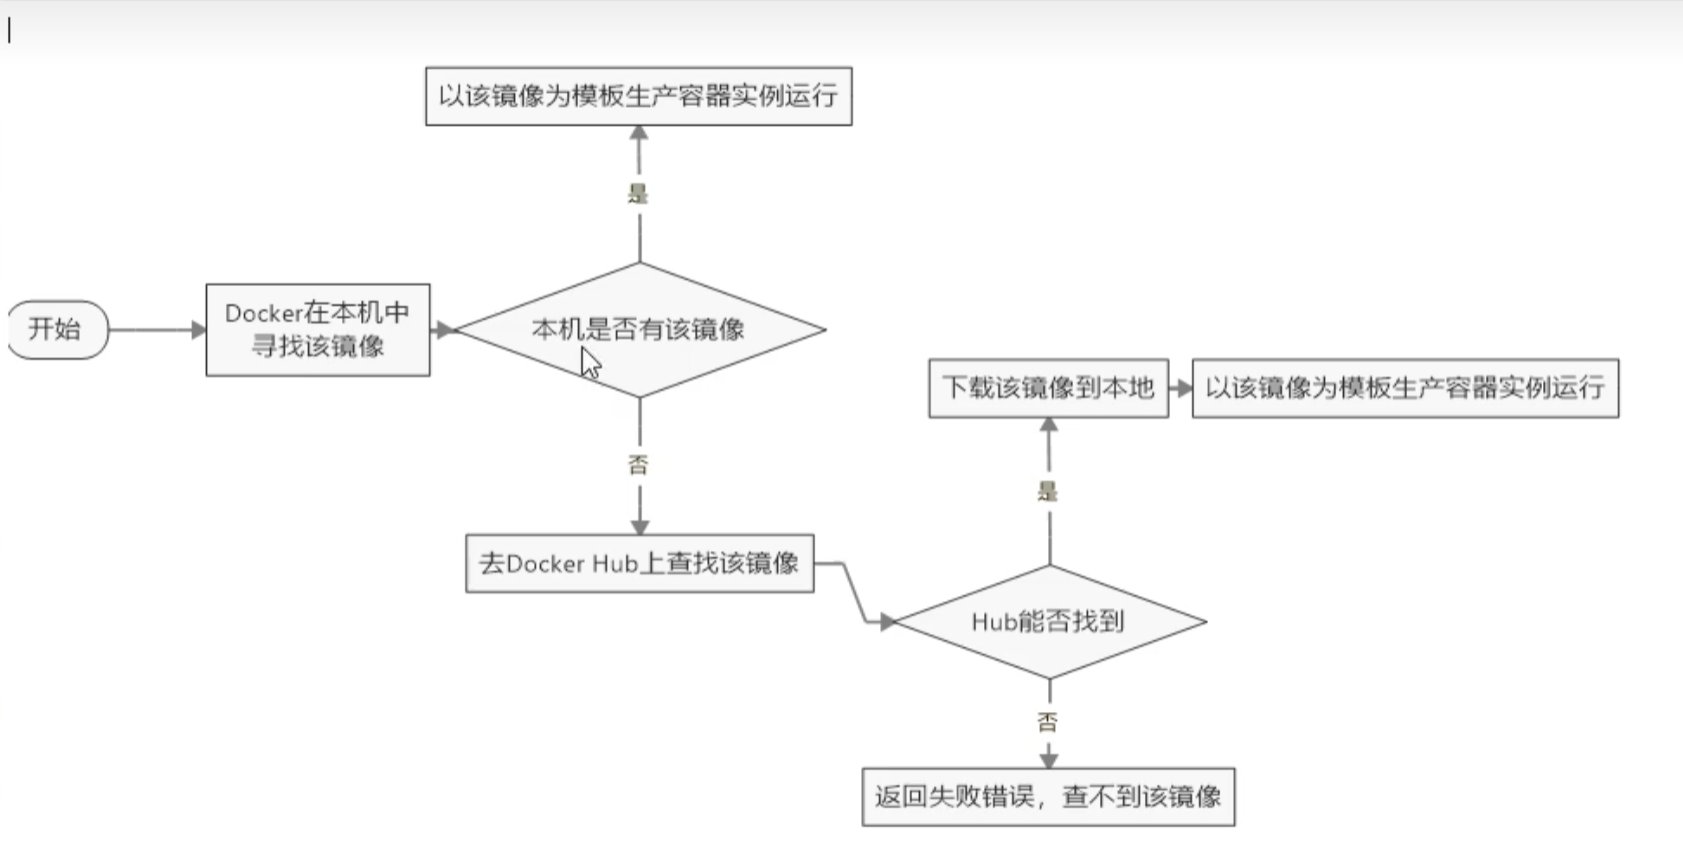 以该镜像为模板生产容器实例运行
是
开始
Docker在本机中
寻找该镜像
本机是否有该镜像
否
去Docker Hub上查找该镜像
下载该镜像到本地
以该镜像为模板生产容器实例运行
是
Hub能否找到
否
返回失败错误，查不到该镜像